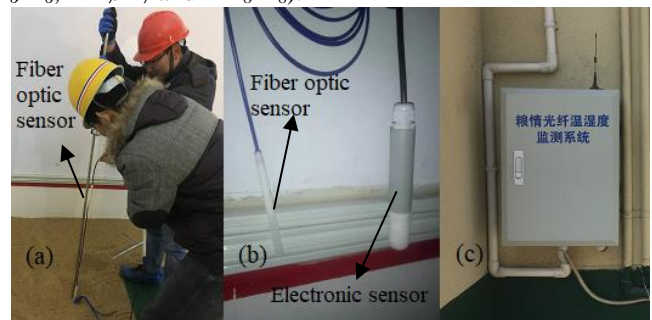 Fiber
optic
sensor
(a)
Fiber optic
sensor
(b)
Electronic sensor
粮情光纤温湿度
监测系统
(c)